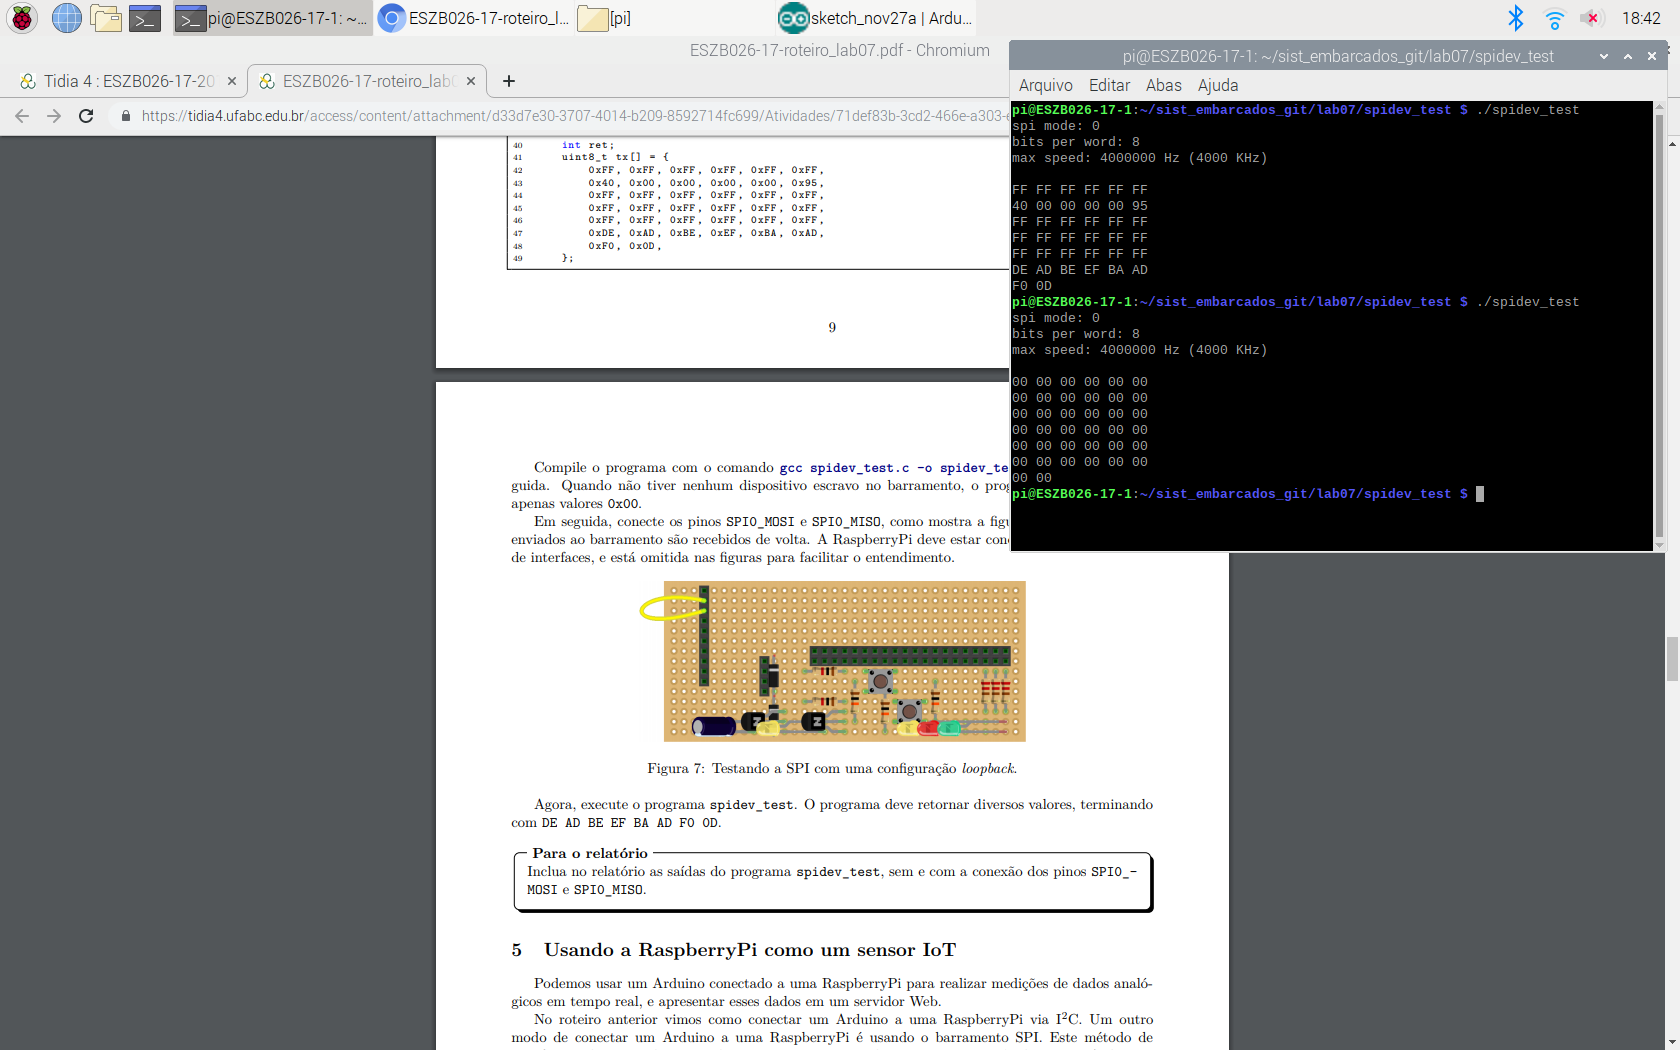 pi@ESZB026-17-1: ~...
ESZB026-17-roteiro_l...
[pi]
sketch_nov27a | Ardu...
18:42
ESZB026-17-roteiro_lab07.pdf - Chromium
Tidia 4 : ESZB026-17-20
ESZB026-17-roteiro_lab0
https://tidia4.ufabc.edu.br/access/content/attachment/d33d7e30-3707-4014-b209-8592714fc699/Atividades/71def83b-3cd2-466e-a303-
40 int ret;
41 uint8_t tx[] = {
42 0xFF, 0xFF, 0xFF, 0xFF, 0xFF, 0xFF,
43 0x40, 0x00, 0x00, 0x00, 0x00, 0x95,
44 0xFF, 0xFF, 0xFF, 0xFF, 0xFF, 0xFF,
45 0xFF, 0xFF, 0xFF, 0xFF, 0xFF, 0xFF,
46 0xFF, 0xFF, 0xFF, 0xFF, 0xFF, 0xFF,
47 0xDE, 0xAD, 0xBE, 0xEF, 0xBA, 0xAD,
48 0xF0, 0x0D,
49 };
9
Compile o programa com o comando gcc spidev_test.c -o spidev_te
guida. Quando não tiver nenhum dispositivo escravo no barramento, o prog
apenas valores 0x00.
Em seguida, conecte os pinos SPI0_MOSI e SPI0_MISO, como mostra a figu
enviados ao barramento são recebidos de volta. A RaspberryPi deve estar con
de interfaces, e está omitida nas figuras para facilitar o entendimento.
Figura 7: Testando a SPI com uma configuração loopback.
Agora, execute o programa spidev_test. O programa deve retornar diversos valores, terminando
com DE AD BE EF BA AD F0 0D.
Para o relatório
Inclua no relatório as saídas do programa spidev_test, sem e com a conexão dos pinos SPI0_-
MOSI e SPI0_MISO.
5 Usando a RaspberryPi como um sensor IoT
Podemos usar um Arduino conectado a uma RaspberryPi para realizar medições de dados analó-
gicos em tempo real, e apresentar esses dados em um servidor Web.
No roteiro anterior vimos como conectar um Arduino a uma RaspberryPi via I²C. Um outro
modo de conectar um Arduino a uma RaspberryPi é usando o barramento SPI. Este método de
pi@ESZB026-17-1: ~/sist_embarcados_git/lab07/spidev_test
Arquivo Editar Abas Ajuda
pi@ESZB026-17-1:~/sist_embarcados_git/lab07/spidev_test $ ./spidev_test
spi mode: 0
bits per word: 8
max speed: 4000000 Hz (4000 KHz)
FF FF FF FF FF FF
40 00 00 00 00 95
FF FF FF FF FF FF
FF FF FF FF FF FF
FF FF FF FF FF FF
DE AD BE EF BA AD
F0 0D
pi@ESZB026-17-1:~/sist_embarcados_git/lab07/spidev_test $ ./spidev_test
spi mode: 0
bits per word: 8
max speed: 4000000 Hz (4000 KHz)
00 00 00 00 00 00
00 00 00 00 00 00
00 00 00 00 00 00
00 00 00 00 00 00
00 00 00 00 00 00
00 00 00 00 00 00
00 00
pi@ESZB026-17-1:~/sist_embarcados_git/lab07/spidev_test $